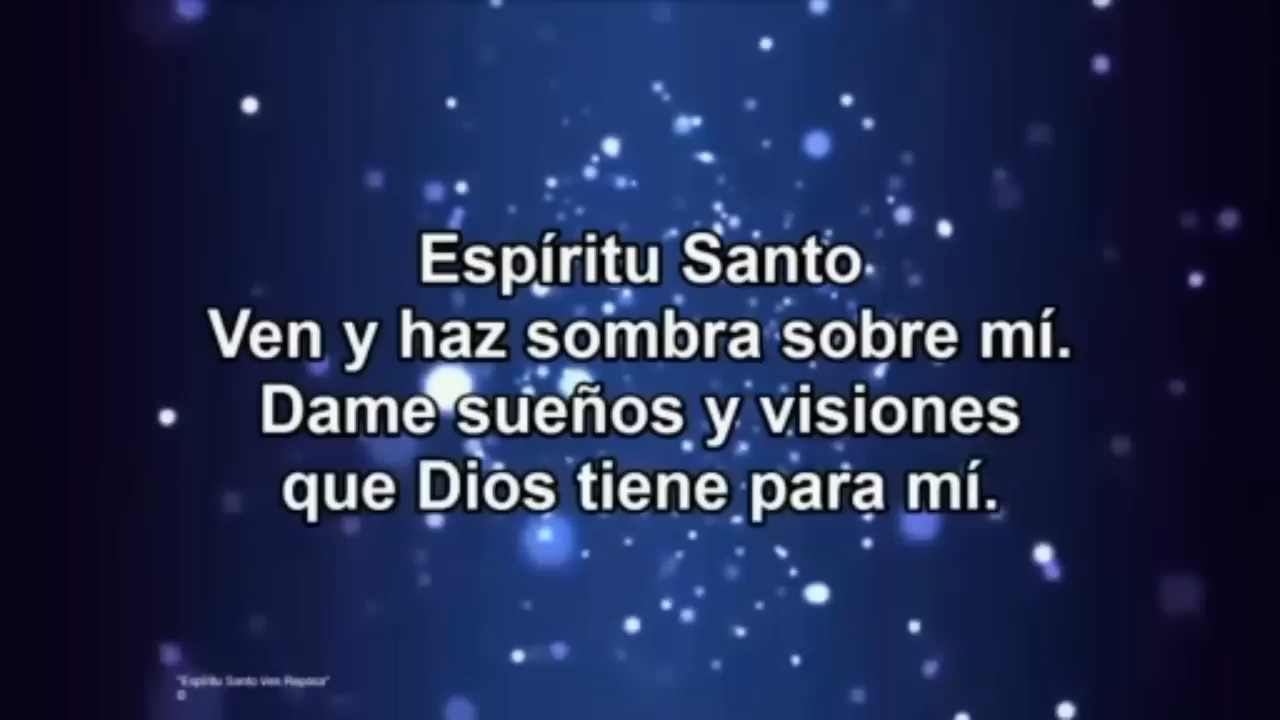 Espíritu Santo
Ven y haz sombra sobre mí.
Dame sueños y visiones
que Dios tiene para mí.
"Espíritu Santo Ven Reposa"
©